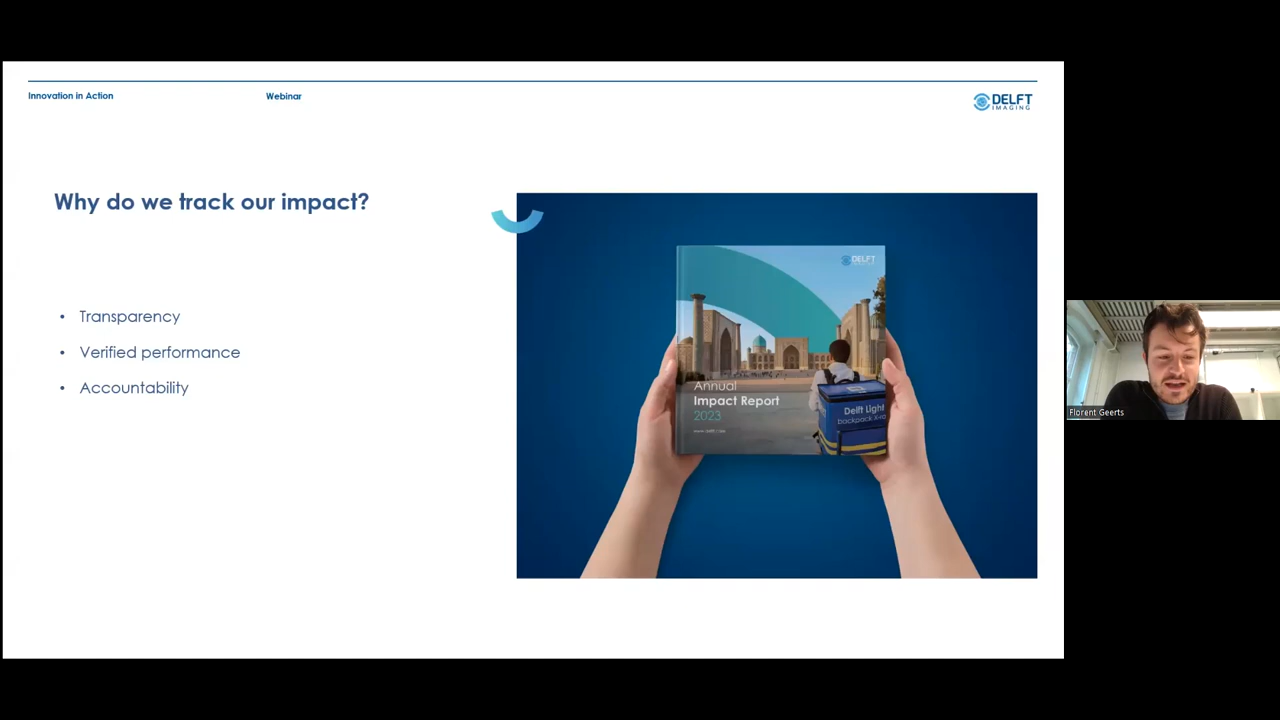 Innovation in Action
Webinar
DELFT
IMAGING
Why do we track our impact?
• Transparency
• Verified performance
• Accountability
DELFT
Annual
Impact Report
2023
Delft Light
backpack X-ra
Florent Geerts